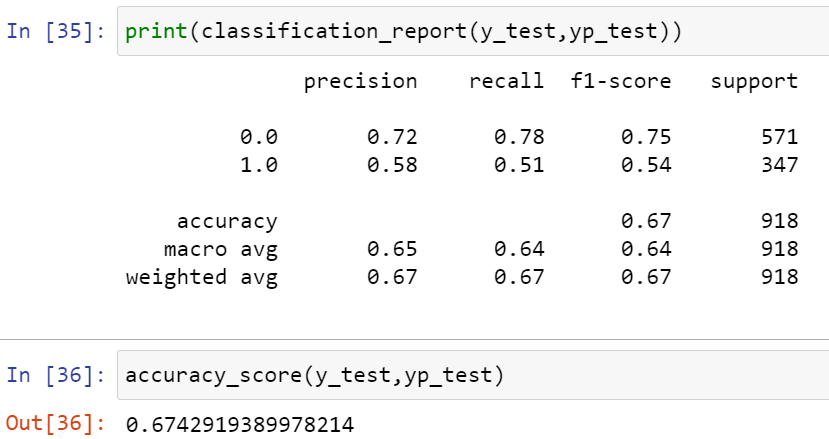 In [35]: print(classification_report(y_test,yp_test))
precision recall f1-score support
0.0 0.72 0.78 0.75 571
1.0 0.58 0.51 0.54 347
accuracy 0.67 918
macro avg 0.65 0.64 0.64 918
weighted avg 0.67 0.67 0.67 918
In [36]: accuracy_score(y_test,yp_test)
Out[36]: 0.6742919389978214